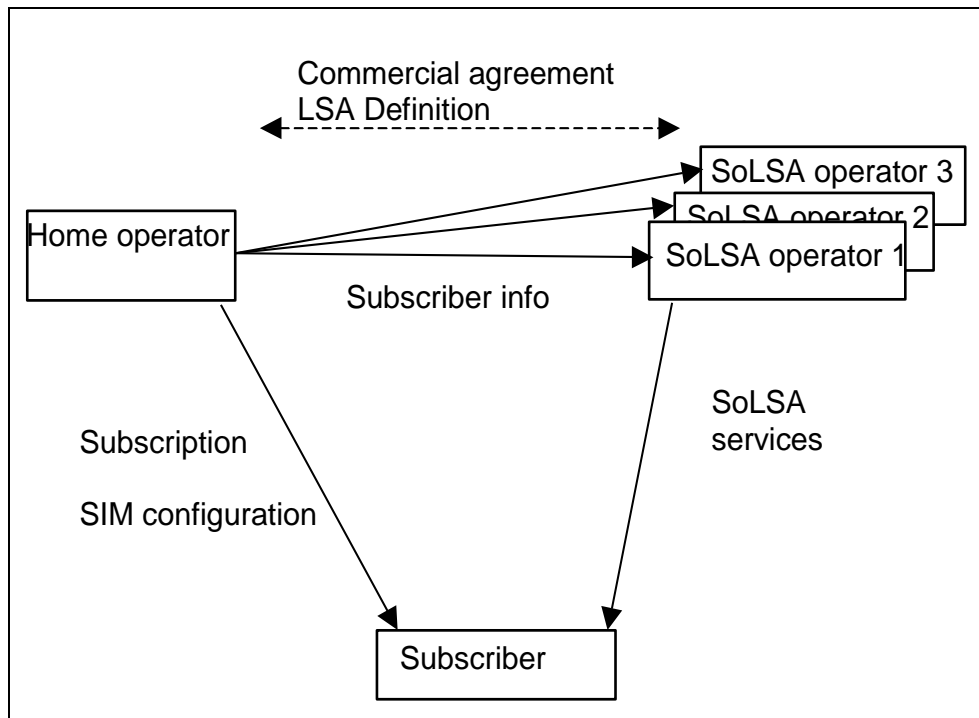 Commercial agreement
LSA Definition
SoLSA operator 3
SoLSA operator 2
Home operator
SoLSA operator 1
Subscriber info
SoLSA
services
Subscription
SIM configuration
Subscriber